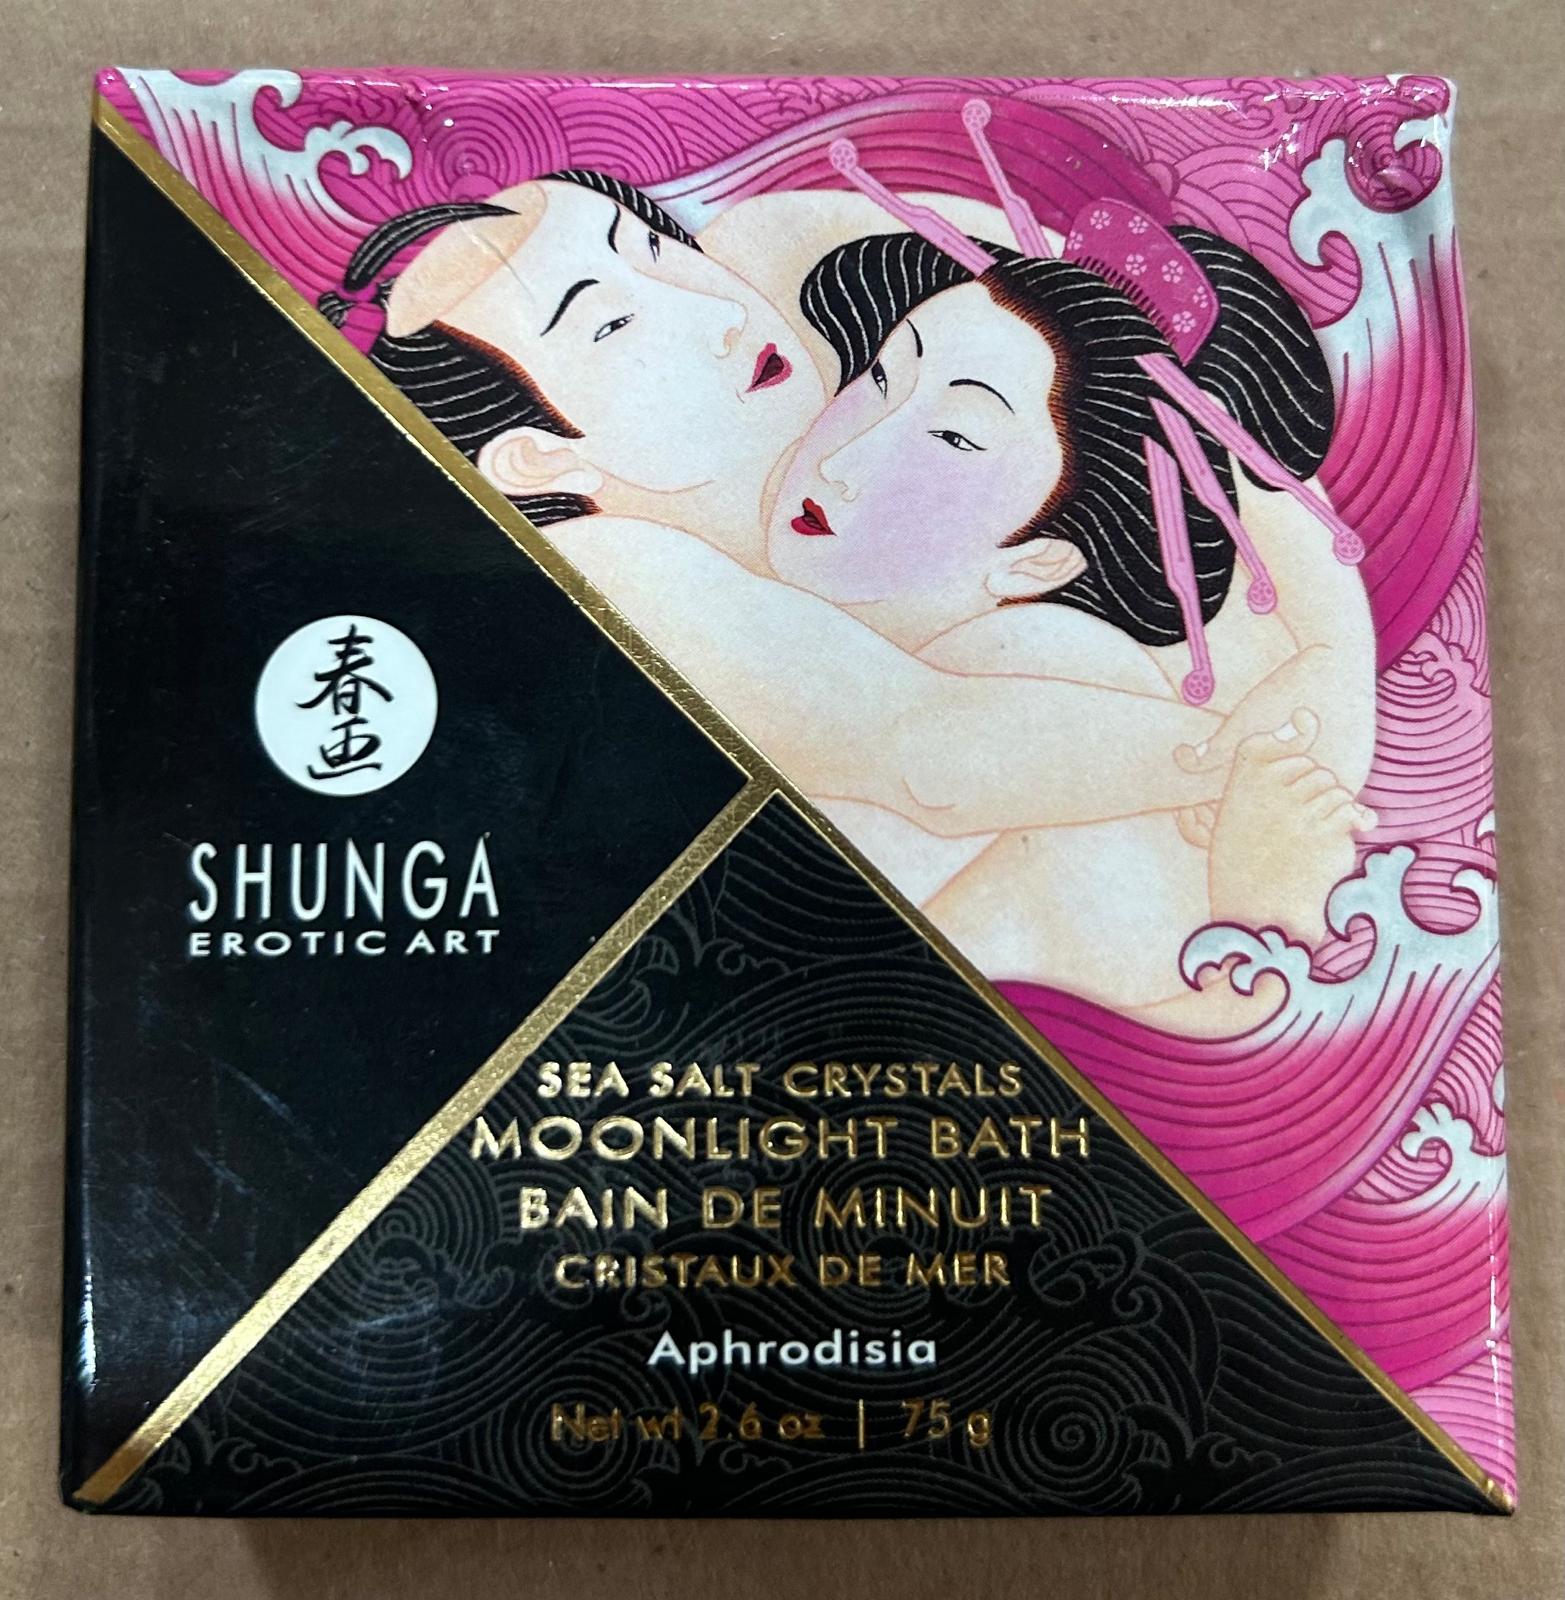 春
画
SHUNGA
EROTIC ART
SEA SALT CRYSTALS
MOONLIGHT BATH
BAIN DE MINUIT
CRISTAUX DE MER
Aphrodisia
Net wt 2.6 oz | 75 g